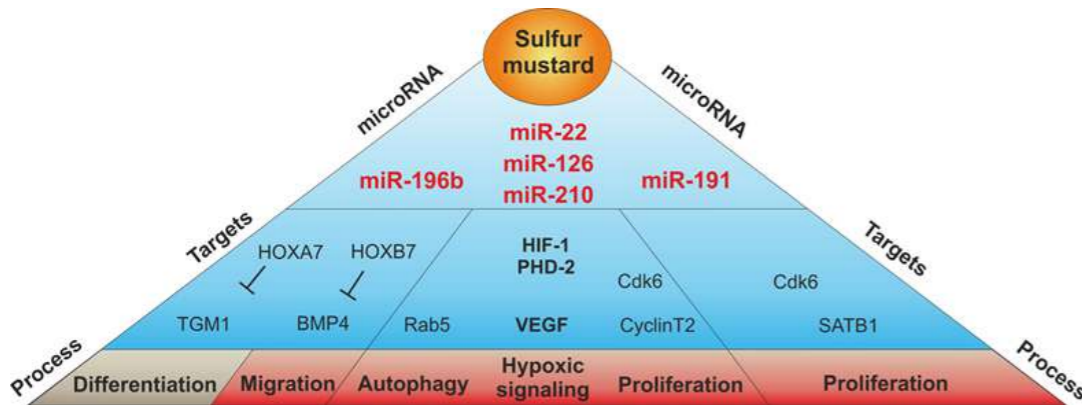 Sulfur
mustard
microRNA
microRNA
miR-22
miR-126
miR-196b
miR-210
miR-191
Targets
Targets
HOXA7
HOXB7
HIF-1
PHD-2
Cdk6
Cdk6
TGM1
BMP4
Rab5
VEGF
CyclinT2
SATB1
Process
Process
Differentiation
Migration
Autophagy
Hypoxic
signaling
Proliferation
Proliferation